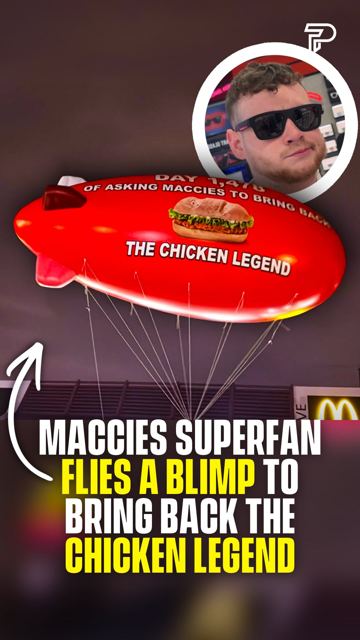 DAY 1,478
OF ASKING MACCIES TO BRING BACK
THE CHICKEN LEGEND
MACCIES SUPERFAN
FLIES A BLIMP TO
BRING BACK THE
CHICKEN LEGEND